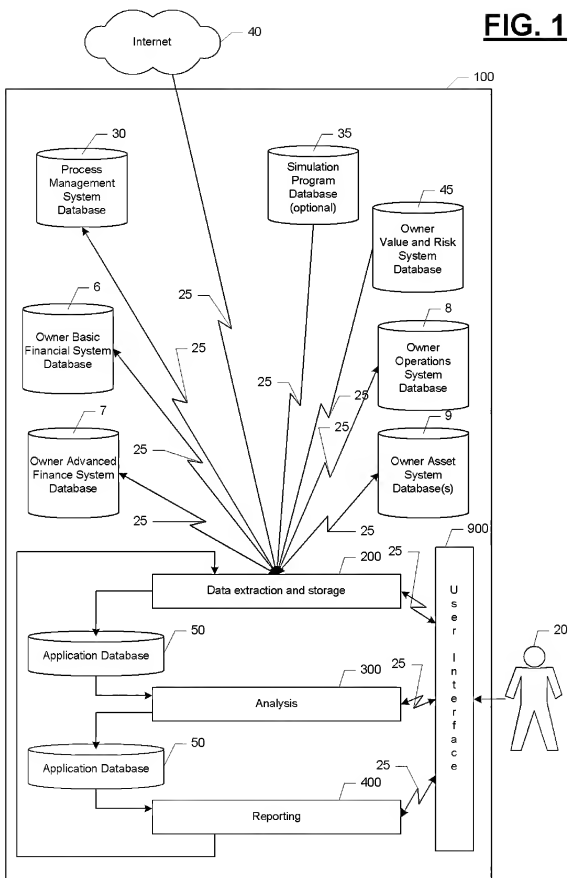 FIG. 1
Internet
40
100
30
Process
Management
System
Database
35
Simulation
Program
Database
(optional)
45
Owner
Value and Risk
System
Database
25
6
Owner Basic
Financial System
Database
25
8
Owner
Operations
System
Database
25
25
25
7
Owner Advanced
Finance System
Database
25
9
Owner Asset
System
Database(s)
25
25
900
200
Data extraction and storage
25
User Interface
20
50
Application Database
300
Analysis
25
50
Application Database
400
Reporting
25